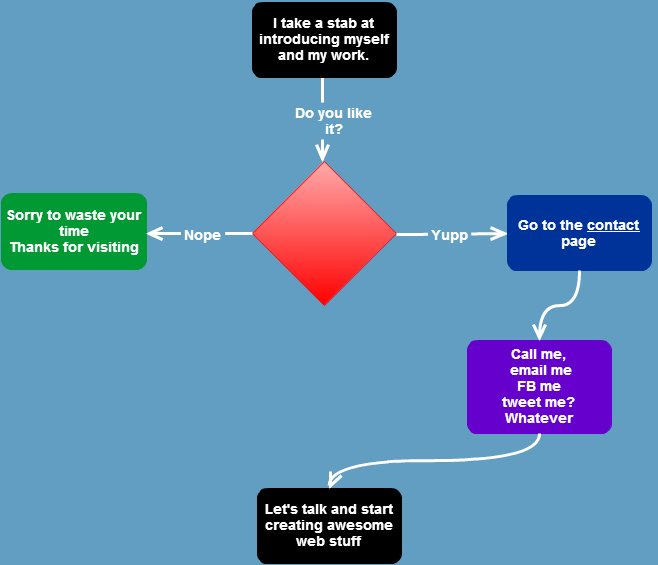 I take a stab at
introducing myself
and my work.
Do you like
it?
Sorry to waste your
time
Thanks for visiting
Nope
Yupp
Go to the contact
page
Call me,
email me
FB me
tweet me?
Whatever
Let's talk and start
creating awesome
web stuff